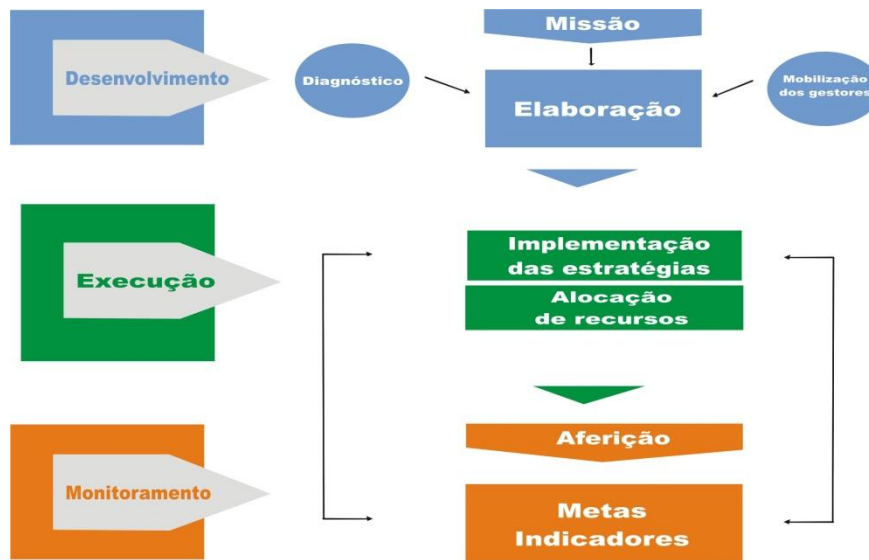 Missão
Desenvolvimento
Diagnóstico
Mobilização
dos gestores
Elaboração
Implementação
das estratégias
Execução
Alocação
de recursos
Aferição
Monitoramento
Metas
Indicadores